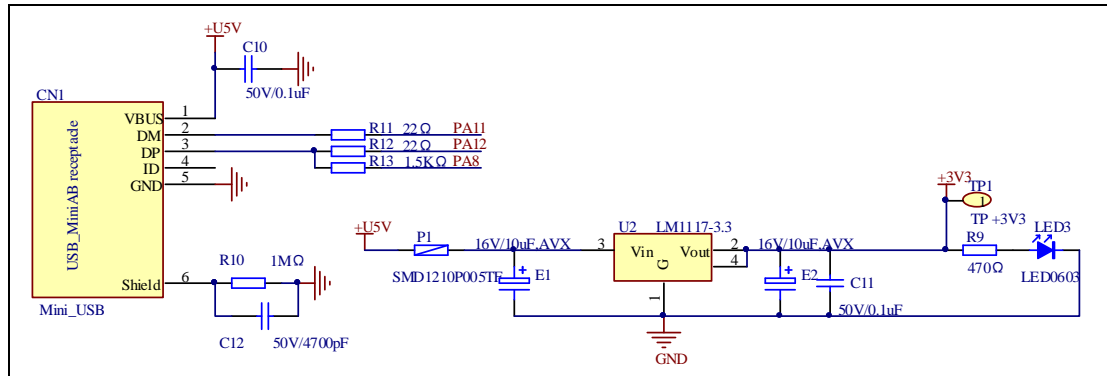 +U5V
C10
50V/0.1uF
CN1
USB_MiniAB receptade
VBUS 1
DM 2
DP 3
ID 4
GND 5
Shield 6
Mini_USB
R11 22Ω PA11
R12 22Ω PA12
R13 1.5KΩ PA8
R10 1MΩ
C12 50V/4700pF
+U5V
P1
SMD1210P005TF
16V/10uF,AVX
E1
U2 LM1117-3.3
3 Vin Vout 2
4
G
1
GND
16V/10uF,AVX
E2
C11
50V/0.1uF
+3V3
TP1
1
TP +3V3
R9
470Ω
LED3
LED0603